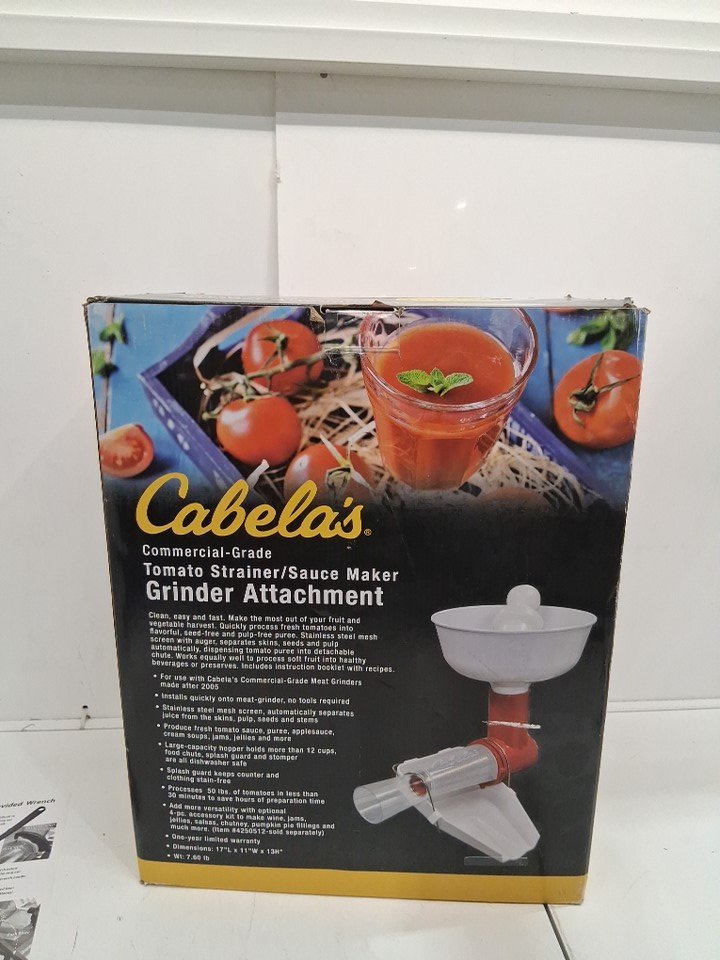 Cabela's®
Commercial-Grade
Tomato Strainer/Sauce Maker
Grinder Attachment
Clean, easy and fast. Make the most out of your fruit and
vegetable harvest. Quickly process fresh tomatoes into
flavorful, seed-free and pulp-free puree. Stainless steel mesh
screen with auger, separates skins, seeds and pulp
automatically, dispensing tomato puree into detachable
chute. Works equally well to process soft fruit into healthy
beverages or preserves. Includes instruction booklet with recipes.
• For use with Cabela's Commercial-Grade Meat Grinders
made after 2005
• Installs quickly onto meat-grinder, no tools required
• Stainless steel mesh screen, automatically separates
juice from the skins, pulp, seeds and stems
• Produce fresh tomato sauce, puree, applesauce,
cream soups, jams, jellies and more
• Large-capacity hopper holds more than 12 cups,
food chute, splash guard and stomper
are all dishwasher safe
• Splash guard keeps counter and
clothing stain-free
• Processes 50 lbs. of tomatoes in less than
30 minutes to save hours of preparation time
• Add more versatility with optional
4-pc. accessory kit to make wine, jams,
jellies, salsas, chutney, pumpkin pie fillings and
much more. (Item #4250512-sold separately)
• One-year limited warranty
• Dimensions: 17"L x 11"W x 13H"
• Wt: 7.60 lb
vided Wrench